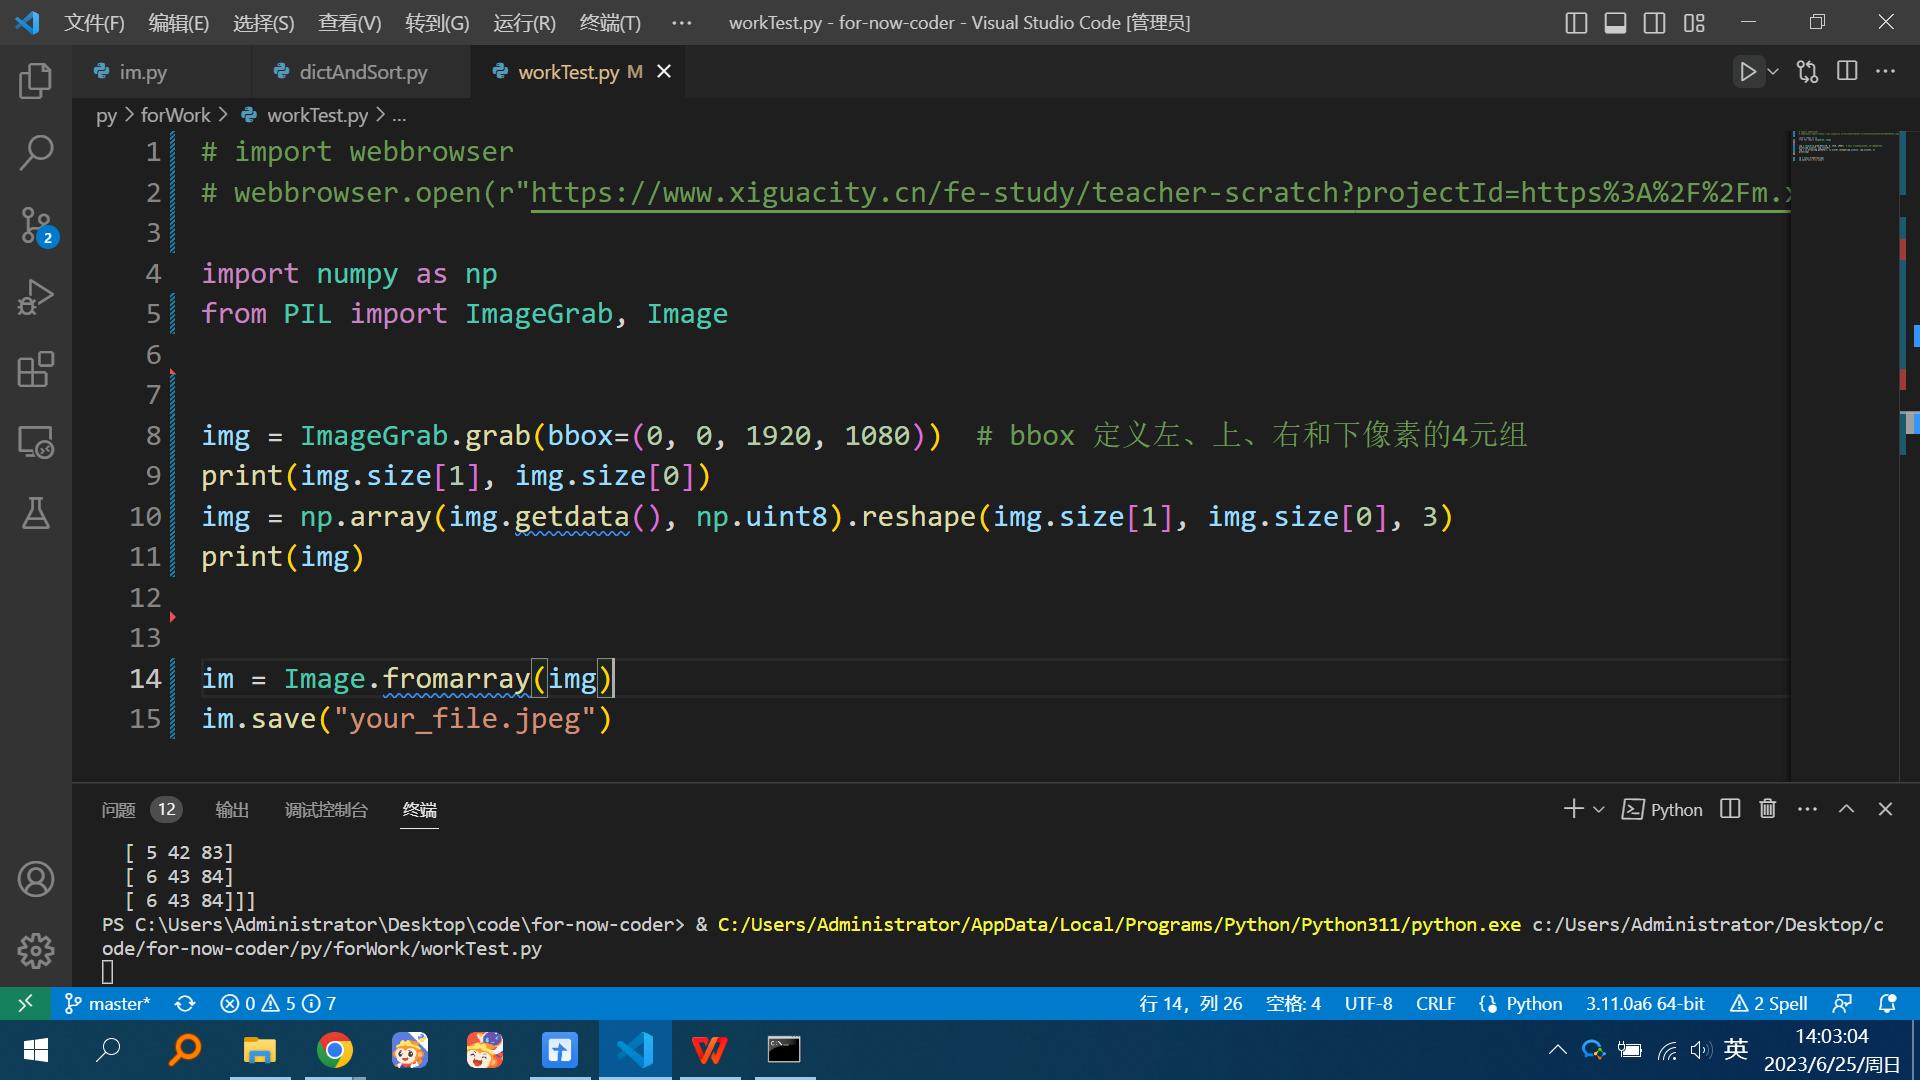 文件(F) 编辑(E) 选择(S) 查看(V) 转到(G) 运行(R) 终端(T) ··· workTest.py - for-now-coder - Visual Studio Code [管理员]
im.py dictAndSort.py workTest.py M
py > forWork > workTest.py > ...
1 # import webbrowser
2 # webbrowser.open(r"https://www.xiguacity.cn/fe-study/teacher-scratch?projectId=https%3A%2F%2Fm.x
3
4 import numpy as np
5 from PIL import ImageGrab, Image
6
7
8 img = ImageGrab.grab(bbox=(0, 0, 1920, 1080)) # bbox 定义左、上、右和下像素的4元组
9 print(img.size[1], img.size[0])
10 img = np.array(img.getdata(), np.uint8).reshape(img.size[1], img.size[0], 3)
11 print(img)
12
13
14 im = Image.fromarray(img)
15 im.save("your_file.jpeg")
2
问题 12 输出 调试控制台 终端 Python
[ 5 42 83]
[ 6 43 84]
[ 6 43 84]]]
PS C:\Users\Administrator\Desktop\code\for-now-coder> & C:/Users/Administrator/AppData/Local/Programs/Python/Python311/python.exe c:/Users/Administrator/Desktop/c
ode/for-now-coder/py/forWork/workTest.py
master* 0 5 7 行 14，列 26 空格: 4 UTF-8 CRLF Python 3.11.0a6 64-bit 2 Spell
英 14:03:04
2023/6/25/周日